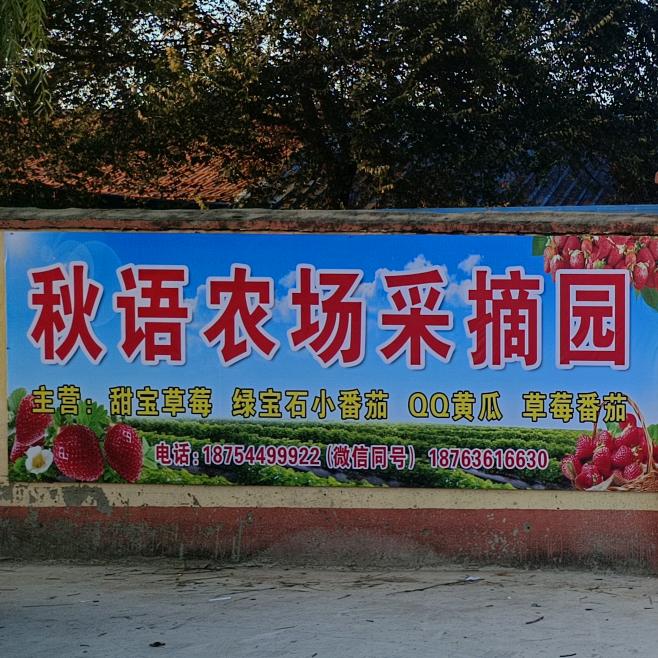 秋语农场采摘园
主营：甜宝草莓 绿宝石小番茄 QQ黄瓜 草莓番茄
电话：18754499922（微信同号）18763616630